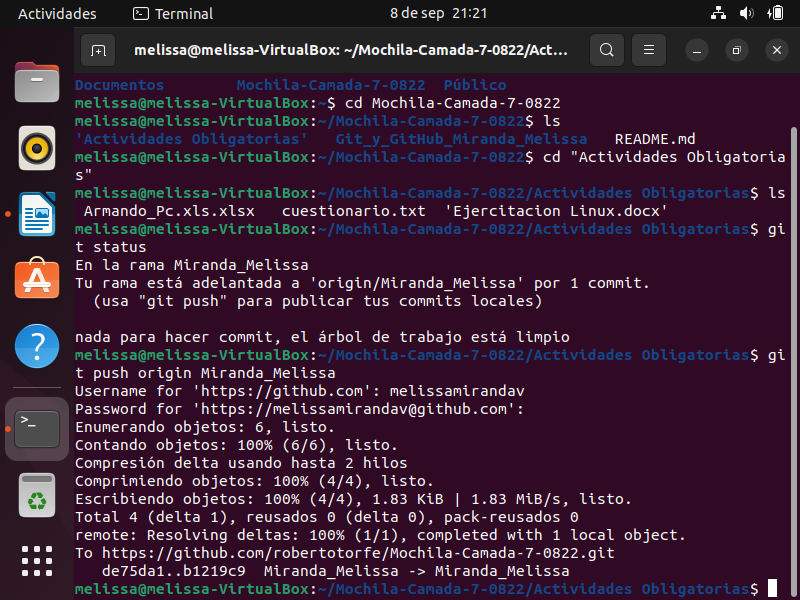 Actividades
Terminal
8 de sep 21:21
melissa@melissa-VirtualBox: ~/Mochila-Camada-7-0822/Act...
Documentos Mochila-Camada-7-0822 Público
melissa@melissa-VirtualBox:~$ cd Mochila-Camada-7-0822
melissa@melissa-VirtualBox:~/Mochila-Camada-7-0822$ ls
'Actividades Obligatorias' Git_y_GitHub_Miranda_Melissa README.md
melissa@melissa-VirtualBox:~/Mochila-Camada-7-0822$ cd "Actividades Obligatoria
s"
melissa@melissa-VirtualBox:~/Mochila-Camada-7-0822/Actividades Obligatorias$ ls
Armando_Pc.xls.xlsx cuestionario.txt 'Ejercitacion Linux.docx'
melissa@melissa-VirtualBox:~/Mochila-Camada-7-0822/Actividades Obligatorias$ gi
t status
En la rama Miranda_Melissa
Tu rama está adelantada a 'origin/Miranda_Melissa' por 1 commit.
(usa "git push" para publicar tus commits locales)
nada para hacer commit, el árbol de trabajo está limpio
melissa@melissa-VirtualBox:~/Mochila-Camada-7-0822/Actividades Obligatorias$ gi
t push origin Miranda_Melissa
Username for 'https://github.com': melissamirandav
Password for 'https://melissamirandav@github.com':
Enumerando objetos: 6, listo.
Contando objetos: 100% (6/6), listo.
Compresión delta usando hasta 2 hilos
Comprimiendo objetos: 100% (4/4), listo.
Escribiendo objetos: 100% (4/4), 1.83 KiB | 1.83 MiB/s, listo.
Total 4 (delta 1), reusados 0 (delta 0), pack-reusados 0
remote: Resolving deltas: 100% (1/1), completed with 1 local object.
To https://github.com/robertotorfe/Mochila-Camada-7-0822.git
de75da1..b1219c9 Miranda_Melissa -> Miranda_Melissa
melissa@melissa-VirtualBox:~/Mochila-Camada-7-0822/Actividades Obligatorias$